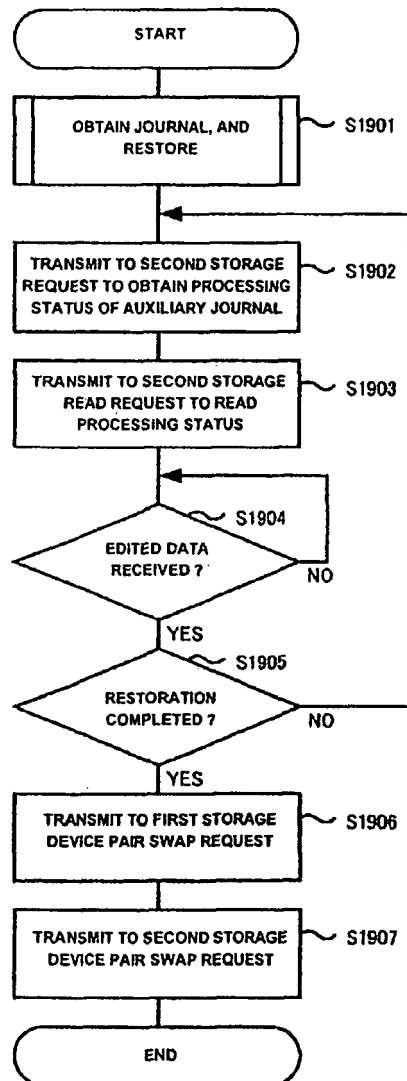 START
OBTAIN JOURNAL, AND
RESTORE
S1901
TRANSMIT TO SECOND STORAGE
REQUEST TO OBTAIN PROCESSING
STATUS OF AUXILIARY JOURNAL
S1902
TRANSMIT TO SECOND STORAGE
READ REQUEST TO READ
PROCESSING STATUS
S1903
S1904
EDITED DATA
RECEIVED ?
NO
YES
S1905
RESTORATION
COMPLETED ?
NO
YES
TRANSMIT TO FIRST STORAGE
DEVICE PAIR SWAP REQUEST
S1906
TRANSMIT TO SECOND STORAGE
DEVICE PAIR SWAP REQUEST
S1907
END